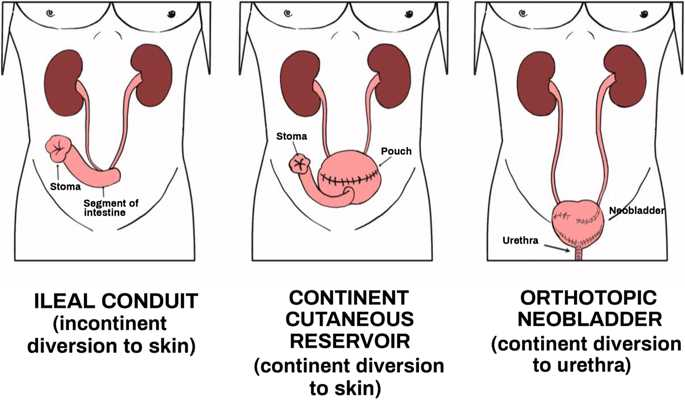 Stoma
Segment of
intestine
Stoma
Pouch
Neobladder
Urethra
ILEAL CONDUIT
(incontinent
diversion to skin)
CONTINENT
CUTANEOUS
RESERVOIR
(continent diversion
to skin)
ORTHOTOPIC
NEOBLADDER
(continent diversion
to urethra)